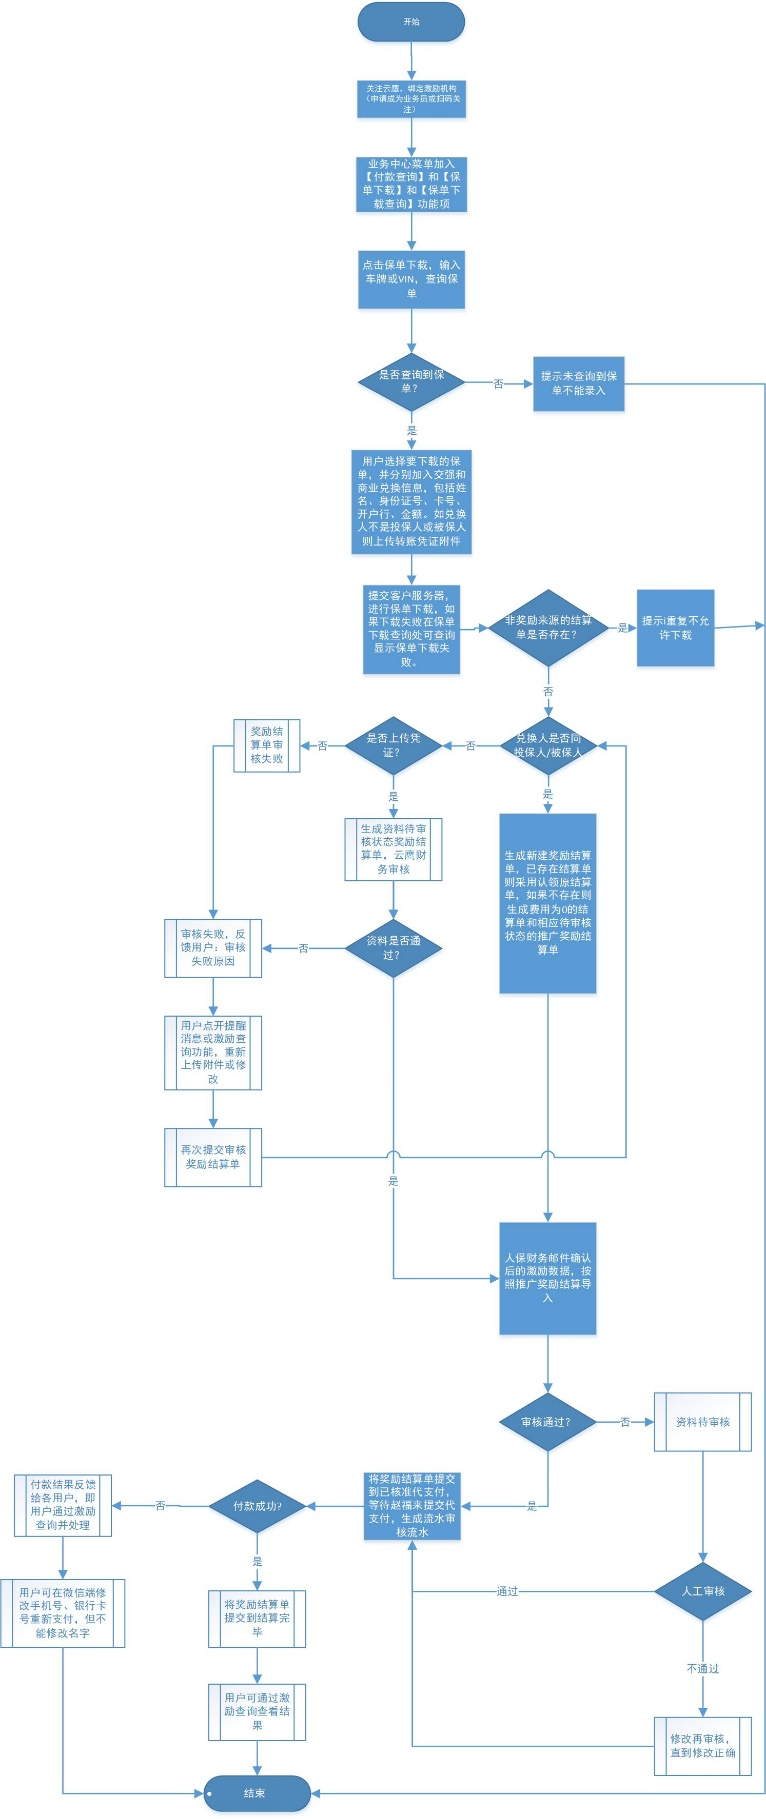 开始
关注云鹰、绑定激励机构
（申请成为业务员或扫码关
注）
业务中心菜单加入
【付款查询】和【保
单下载】和【保单下
载查询】功能项
点击保单下载，输入
车牌或VIN，查询保
单
是否查询到保
单？
否
提示未查询到保
单不能录入
是
用户选择要下载的保
单，并分别加入交强和
商业兑换信息，包括姓
名、身份证号、卡号、
开户行、金额。如兑换
人不是投保人或被保人
则上传转账凭证附件
提交客户服务器，
进行保单下载，如
果下载失败在保单
下载查询处可查询
显示保单下载失
败。
非奖励来源的结算
单是否存在？
是
提示i重复不允
许下载
否
奖励结
算单审
核失败
否
是否上传凭
证？
否
兑换人是否同
投保人/被保人
是
是
生成资料待审
核状态奖励结
算单，云鹰财
务审核
生成新建奖励结算
单，已存在结算单
则采用认领原结算
单，如果不存在则
生成费用为0的结
算单和相应待审核
状态的推广奖励结
算单
审核失败，反
馈用户：审核
失败原因
否
资料是否通
过？
用户点开提醒
消息或激励查
询功能，重新
上传附件或修
改
再次提交审核
奖励结算单
是
人保财务邮件确认
后的激励数据，按
照推广奖励结算导
入
审核通过？
否
资料待审核
是
付款结果反馈
给各用户，即
用户通过激励
查询并处理
否
付款成功?
将奖励结算单提交
到已核准代支付，
等待赵福来提交代
支付，生成流水审
核流水
是
通过
人工审核
用户可在微信端修
改手机号、银行卡
号重新支付，但不
能修改名字
将奖励结算单
提交到结算完
毕
不通过
用户可通过激
励查询查看结
果
修改再审核，
直到修改正确
结束